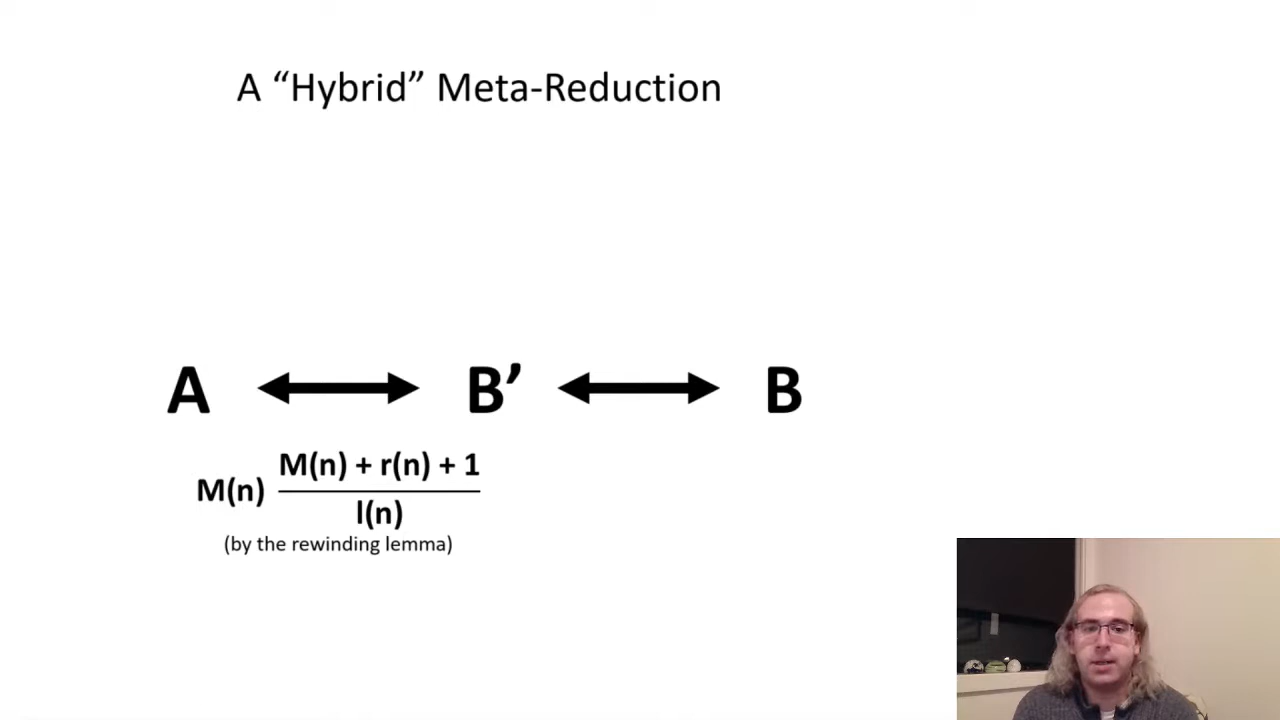 A “Hybrid” Meta-Reduction
A B’ B
M(n) + r(n) + 1
M(n)
l(n)
(by the rewinding lemma)